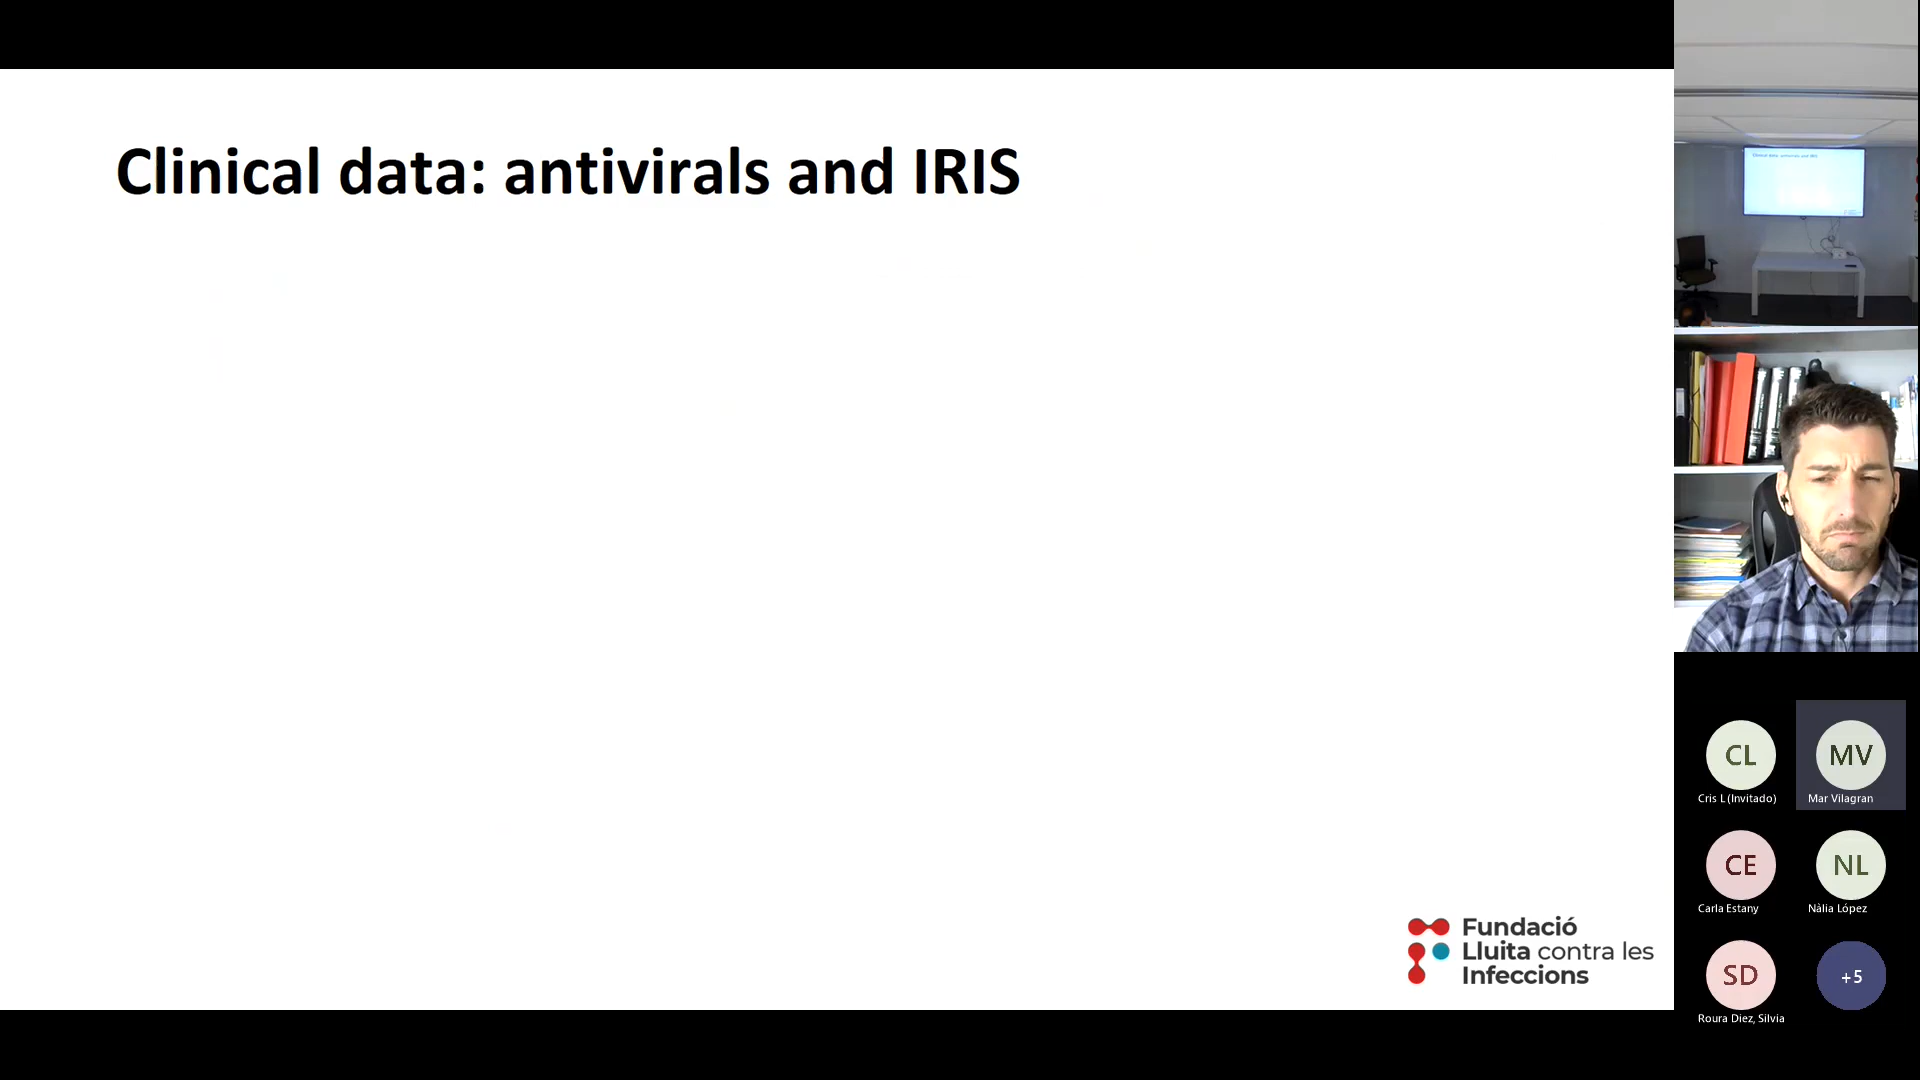 Clinical data: antivirals and IRIS
Fundació
Lluita contra les
Infeccions
CL
Cris L (Invitado)
MV
Mar Vilagran
CE
Carla Estany
NL
Nàlia López
SD
Roura Diez, Silvia
+5